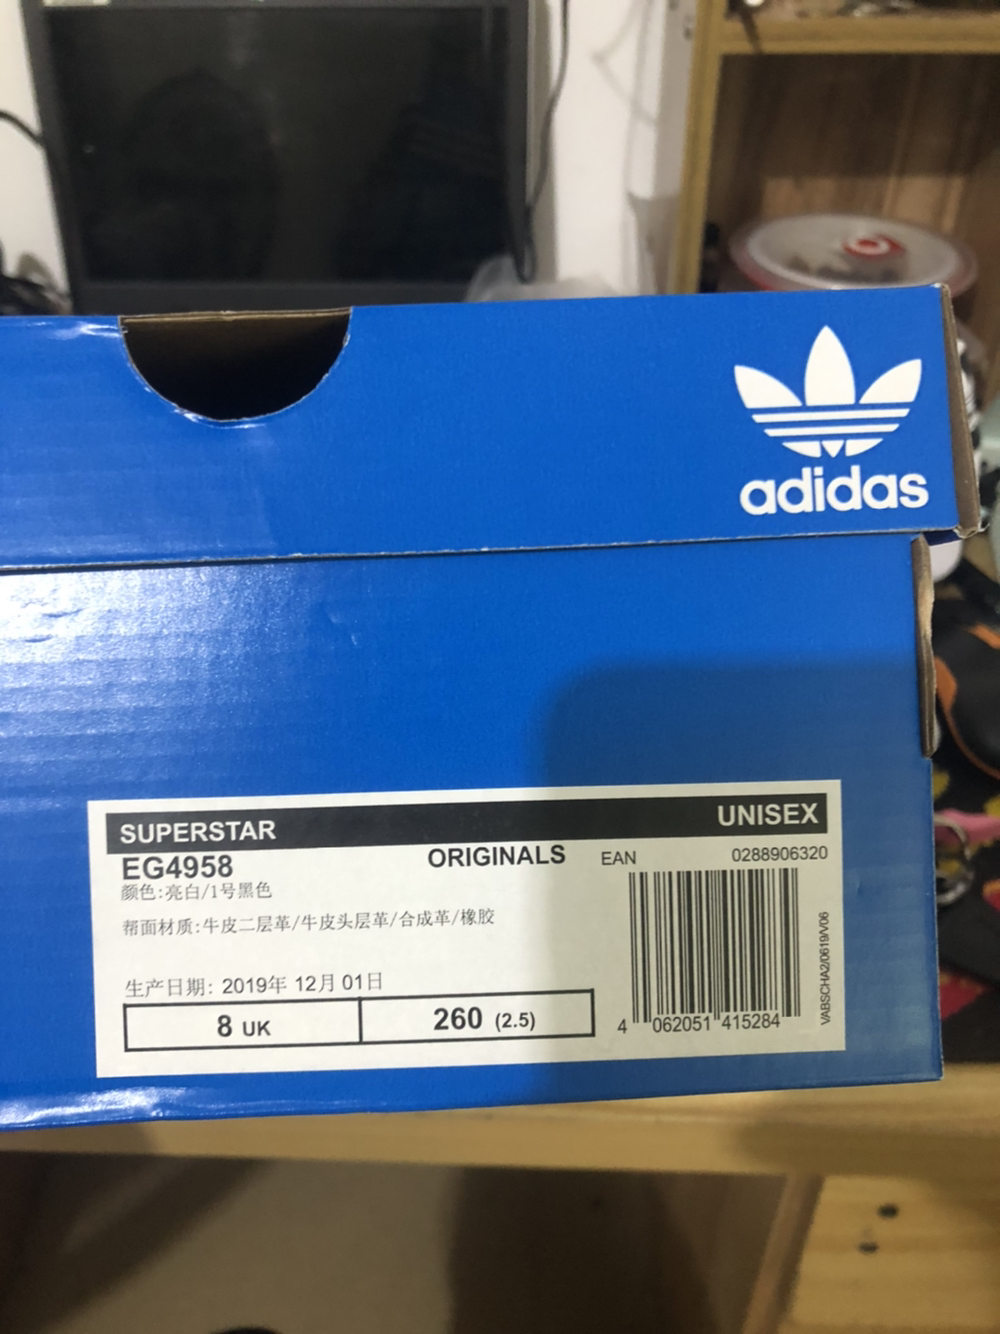 adidas
SUPERSTAR UNISEX
EG4958 ORIGINALS EAN 0288906320
颜色:亮白/1号黑色
帮面材质:牛皮二层革/牛皮头层革/合成革/橡胶
生产日期: 2019年 12月 01日
8 UK 260 (2.5)
4 062051 415284
VABSCHA2/0619/V06